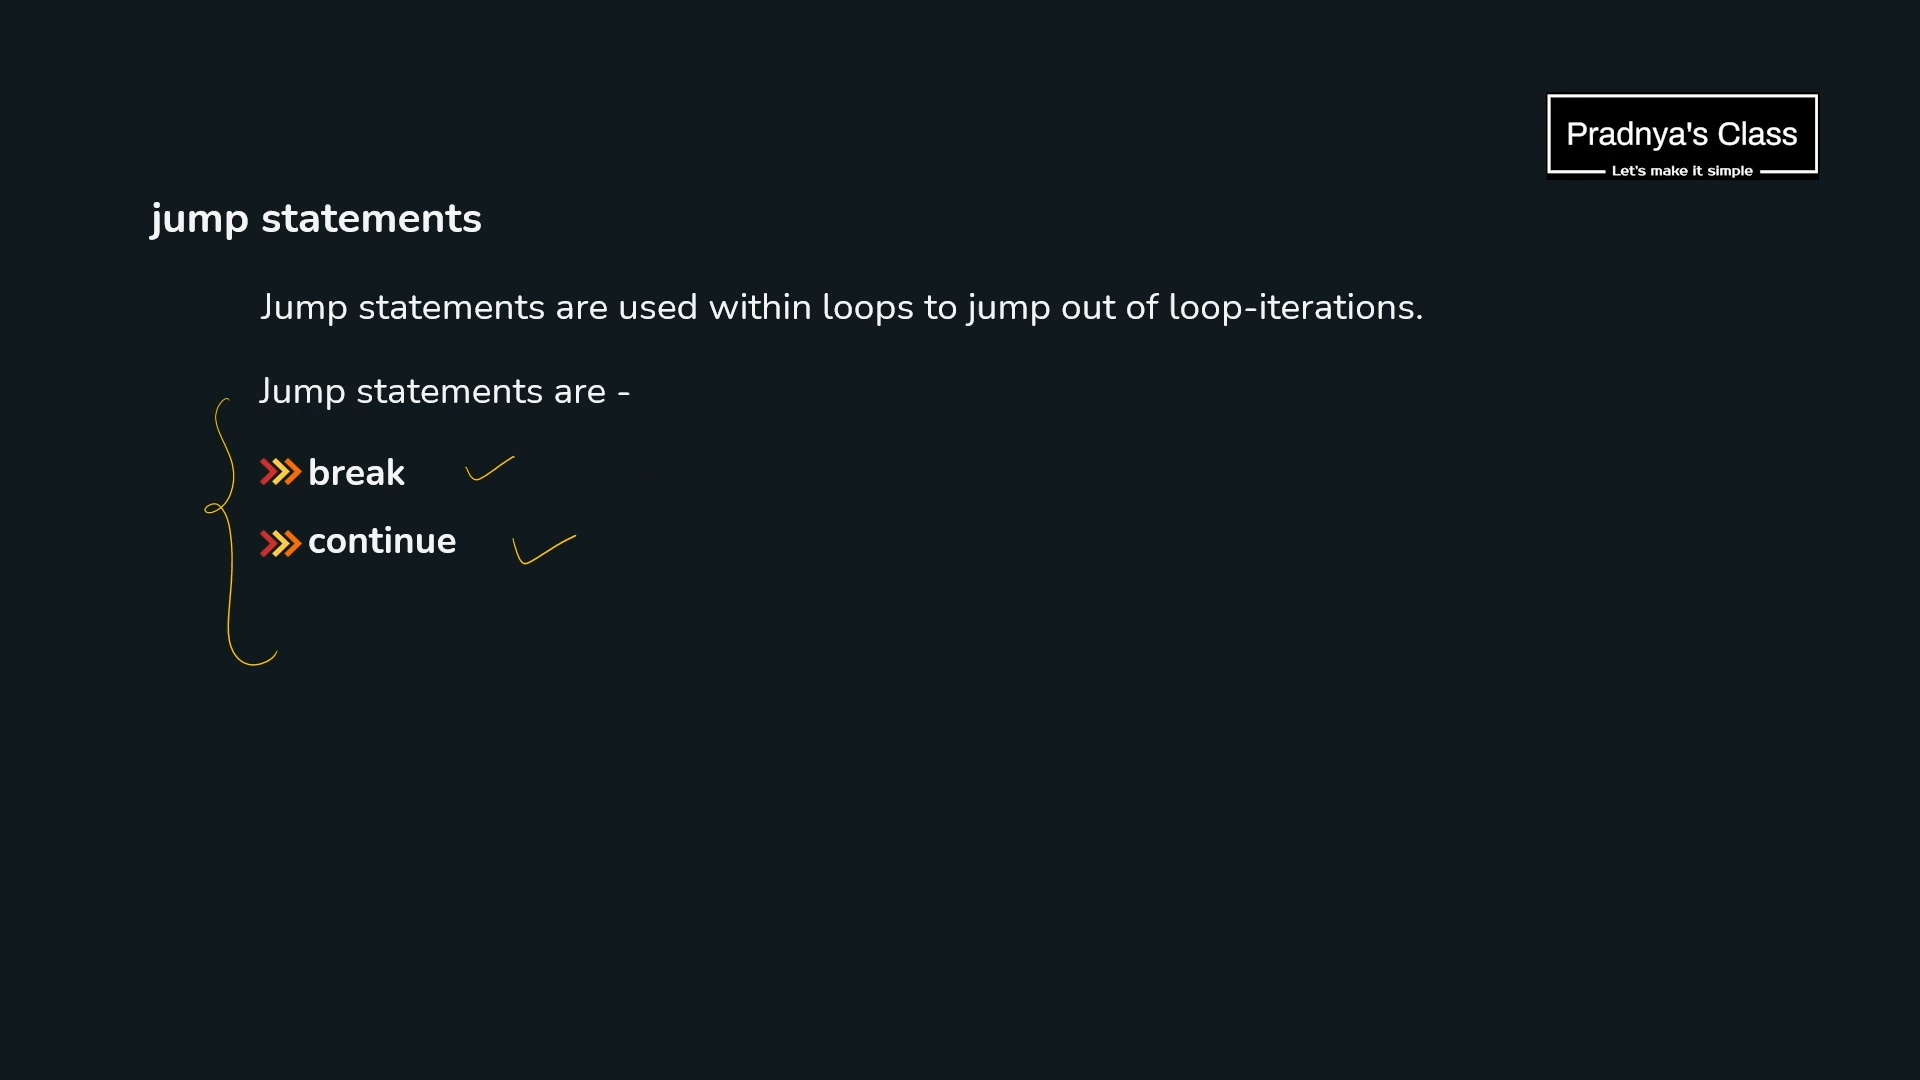 Pradnya's Class
Let's make it simple
jump statements
Jump statements are used within loops to jump out of loop-iterations.
Jump statements are -
break
continue